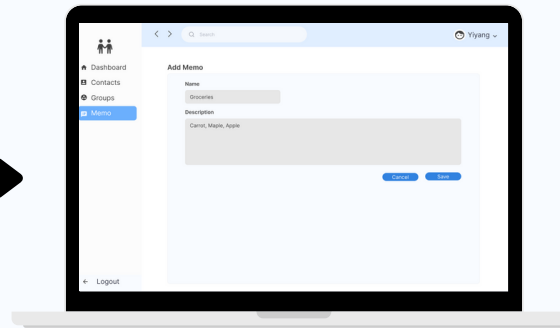 Search
Yiyang
Dashboard
Contacts
Groups
Memo
Logout
Add Memo
Name
Groceries
Description
Carrot, Maple, Apple
Cancel
Save